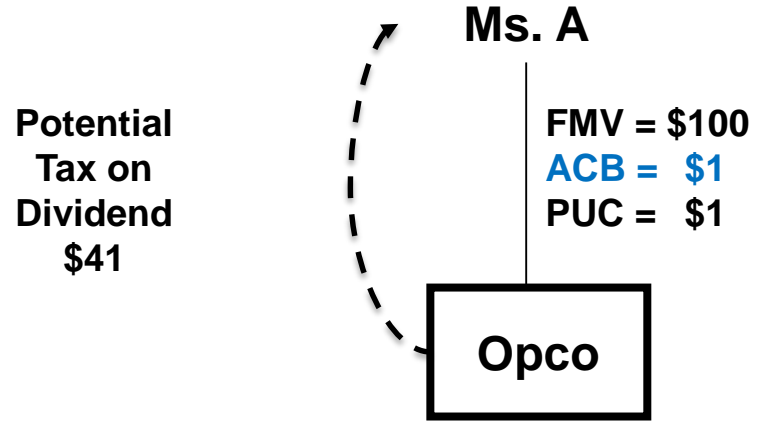 Ms. A
Potential
Tax on
Dividend
$41
FMV = $100
ACB = $1
PUC = $1
Opco